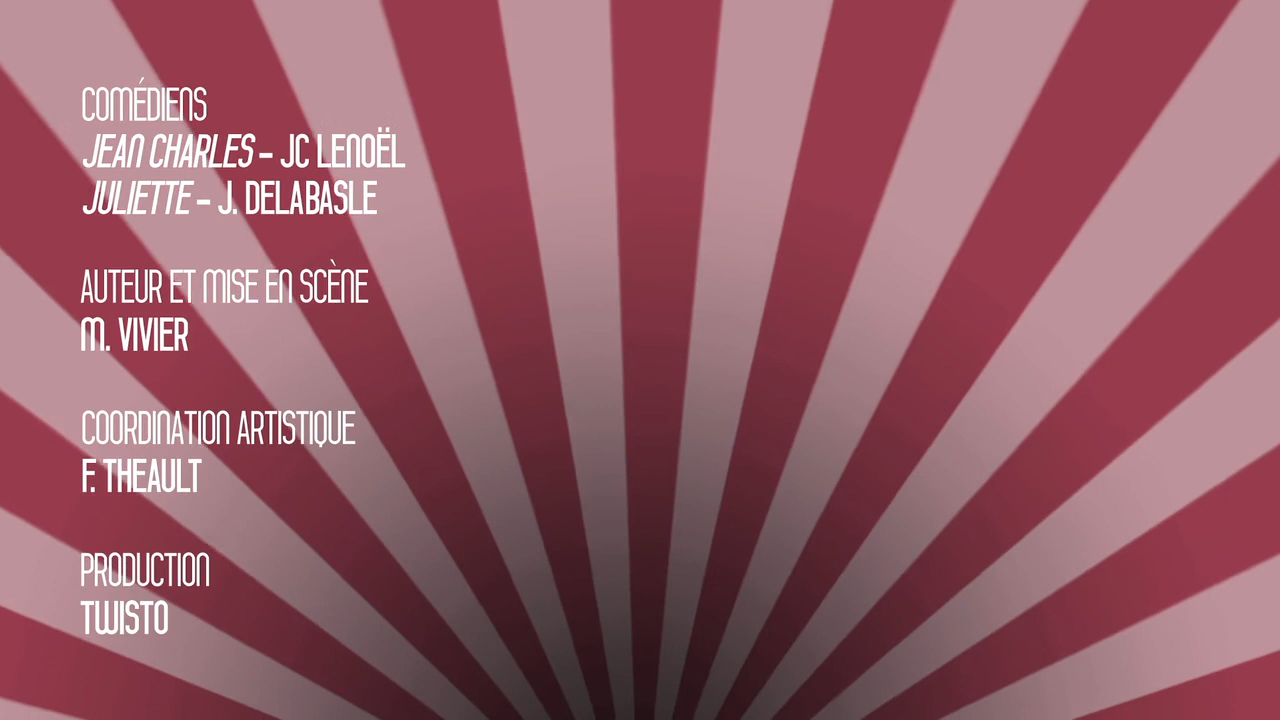 COMÉDIENS
JEAN CHARLES – JC LENOËL
JULIETTE – J. DELABASLE
AUTEUR ET MISE EN SCÈNE
M. VIVIER
COORDINATION ARTISTIQUE
F. THEAULT
PRODUCTION
TWISTO